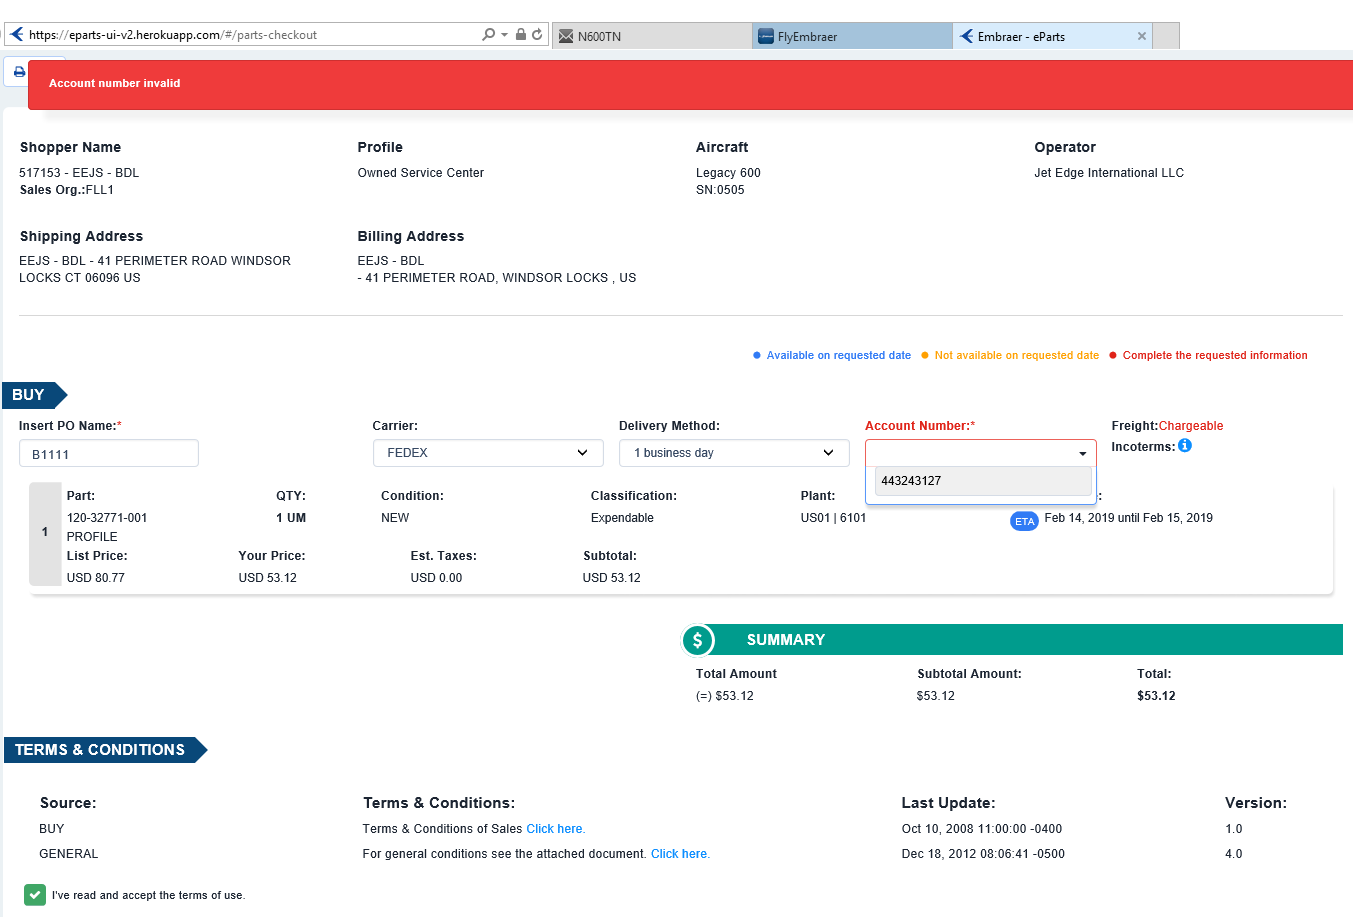 https://eparts-ui-v2.herokuapp.com/#/parts-checkout
N600TN
FlyEmbraer
Embraer - eParts
Account number invalid
Shopper Name
517153 - EEJS - BDL
Sales Org.:FLL1
Profile
Owned Service Center
Aircraft
Legacy 600
SN:0505
Operator
Jet Edge International LLC
Shipping Address
EEJS - BDL - 41 PERIMETER ROAD WINDSOR
LOCKS CT 06096 US
Billing Address
EEJS - BDL
- 41 PERIMETER ROAD, WINDSOR LOCKS , US
Available on requested date
Not available on requested date
Complete the requested information
BUY
Insert PO Name:*
B1111
Carrier:
FEDEX
Delivery Method:
1 business day
Account Number:*
443243127
Freight:Chargeable
Incoterms:
1
Part:
120-32771-001
PROFILE
QTY:
1 UM
Condition:
NEW
Classification:
Expendable
Plant:
US01 | 6101
:
ETA
Feb 14, 2019 until Feb 15, 2019
List Price:
USD 80.77
Your Price:
USD 53.12
Est. Taxes:
USD 0.00
Subtotal:
USD 53.12
$
SUMMARY
Total Amount
(=) $53.12
Subtotal Amount:
$53.12
Total:
$53.12
TERMS & CONDITIONS
Source: Terms & Conditions: Last Update: Version:
BUY Terms & Conditions of Sales Click here. Oct 10, 2008 11:00:00 -0400 1.0
GENERAL For general conditions see the attached document. Click here. Dec 18, 2012 08:06:41 -0500 4.0
I've read and accept the terms of use.